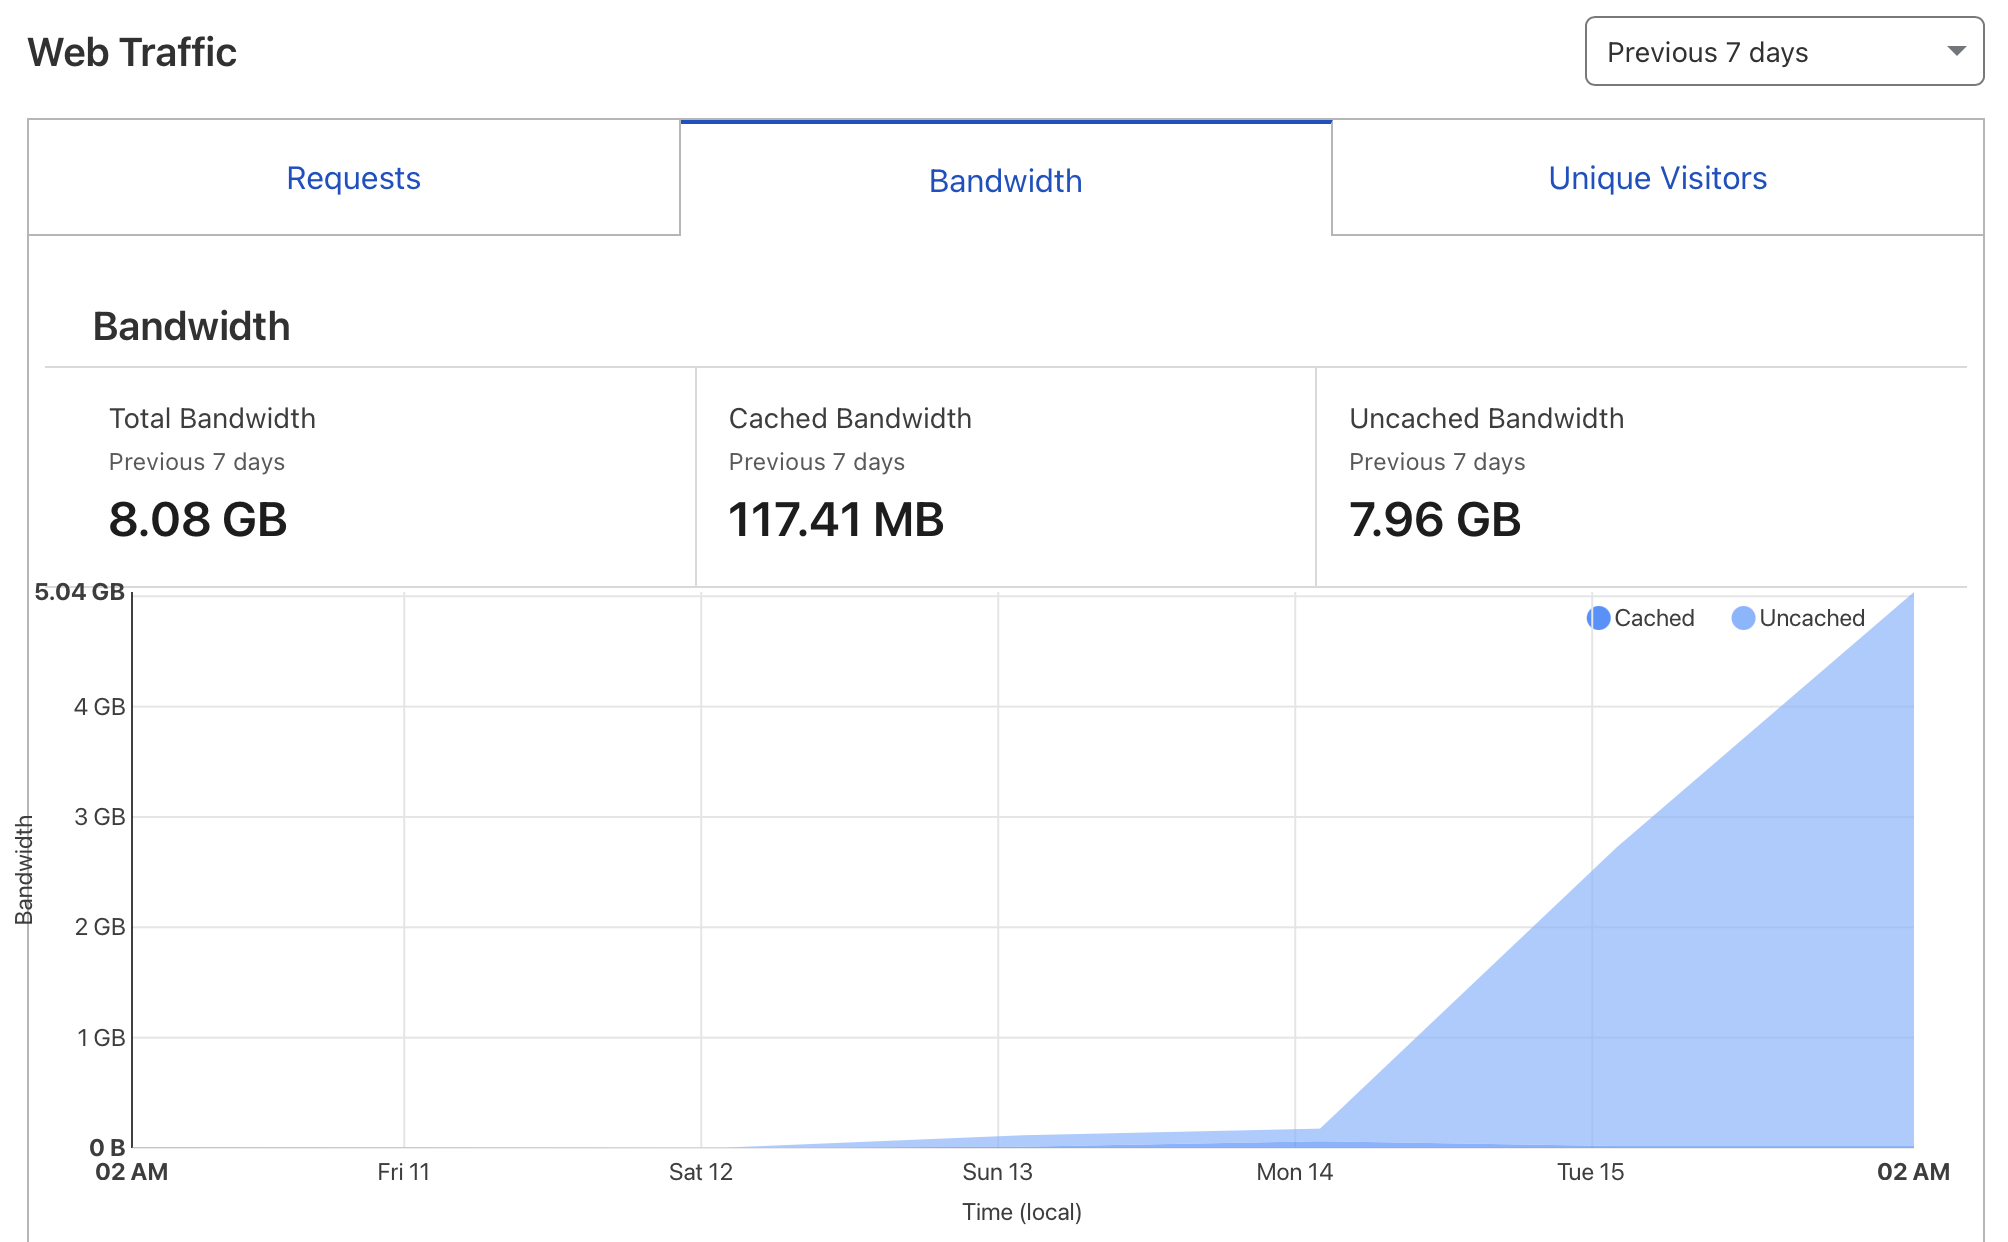 Web Traffic
Previous 7 days
Requests
Bandwidth
Unique Visitors
Bandwidth
Total Bandwidth
Previous 7 days
8.08 GB
Cached Bandwidth
Previous 7 days
117.41 MB
Uncached Bandwidth
Previous 7 days
7.96 GB
5.04 GB
Cached
Uncached
4 GB
3 GB
Bandwidth
2 GB
1 GB
0 B
02 AM
Fri 11
Sat 12
Sun 13
Mon 14
Tue 15
02 AM
Time (local)